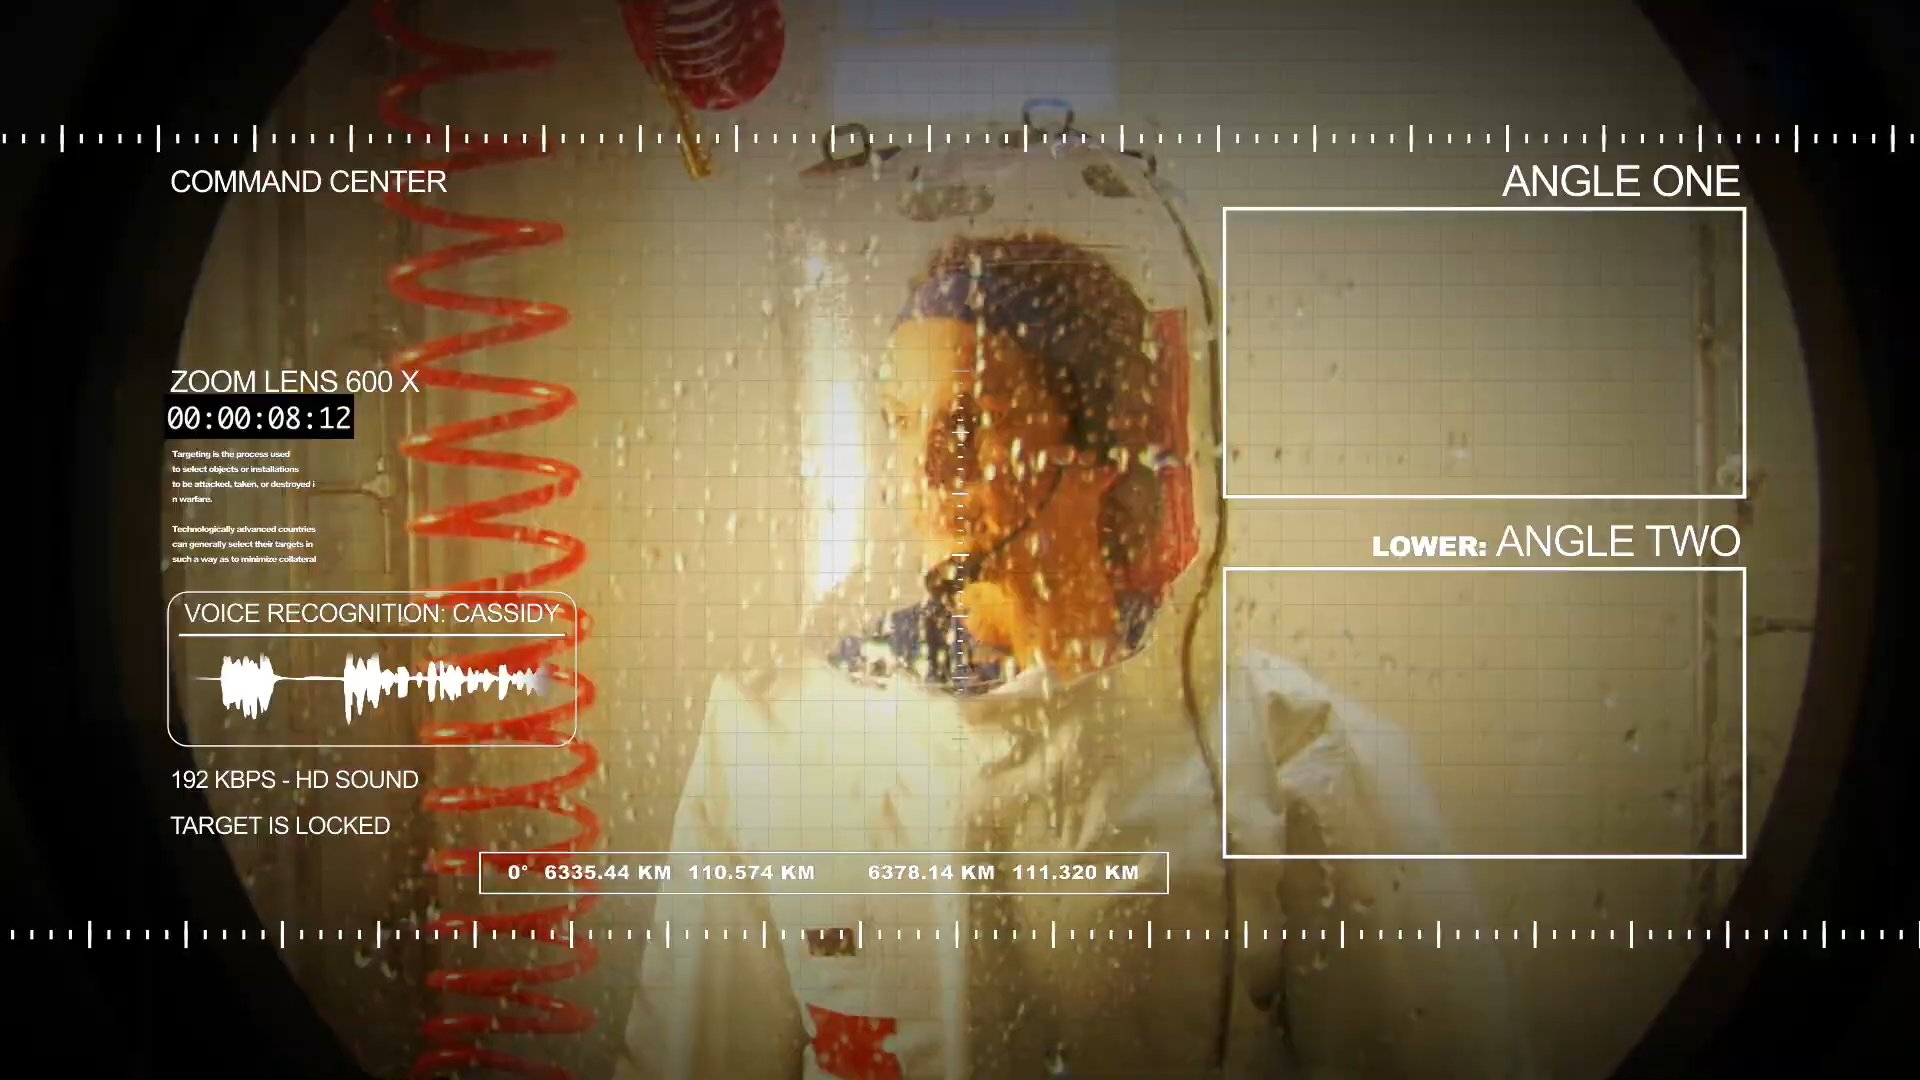 COMMAND CENTER
ANGLE ONE
ZOOM LENS 600 X
00:00:08:12
Targeting is the process used
to select objects or installations
to be attacked, taken, or destroyed i
n warfare.
Technologically advanced countries
can generally select their targets in
such a way as to minimize collateral
LOWER: ANGLE TWO
VOICE RECOGNITION: CASSIDY
192 KBPS - HD SOUND
TARGET IS LOCKED
0° 6335.44 KM 110.574 KM 6378.14 KM 111.320 KM